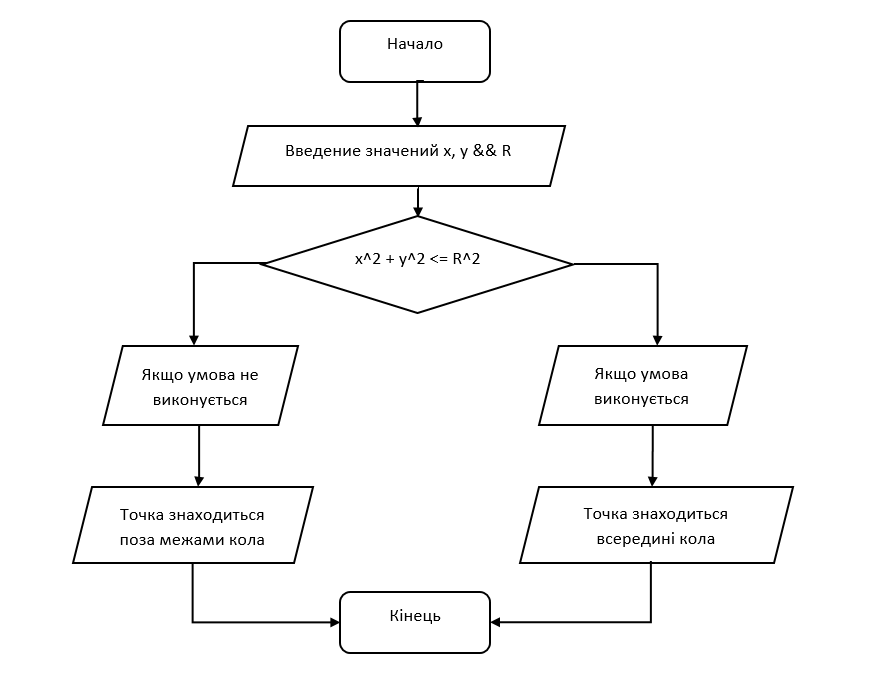 Начало
Введение значений x, y && R
x^2 + y^2 <= R^2
Якщо умова не
виконується
Якщо умова
виконується
Точка знаходиться
поза межами кола
Точка знаходиться
всередині кола
Кінець